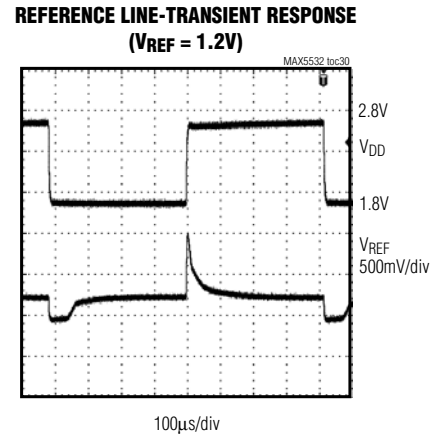 REFERENCE LINE-TRANSIENT RESPONSE
(VREF = 1.2V)
MAX5532 toc30
T
2.8V
VDD
1.8V
VREF
500mV/div
100µs/div